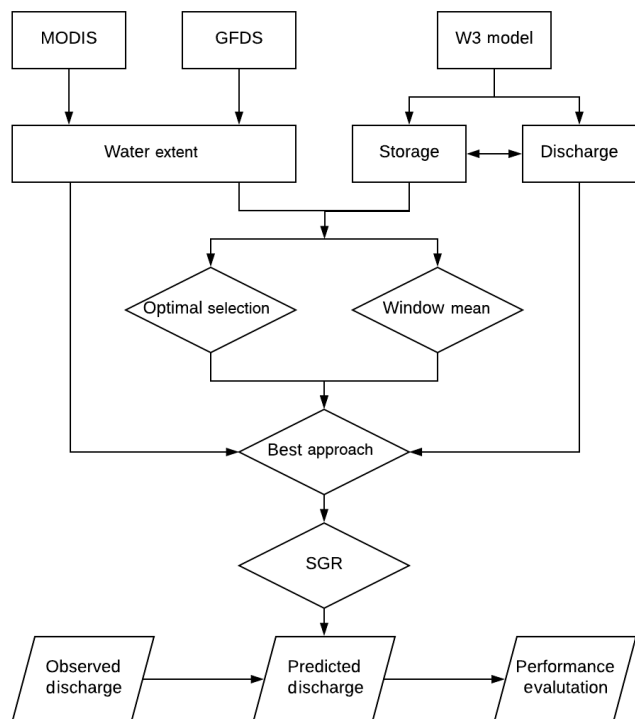 MODIS
GFDS
W3 model
Water extent
Storage
Discharge
Optimal selection
Window mean
Best approach
SGR
Observed
discharge
Predicted
discharge
Performance
evalutation